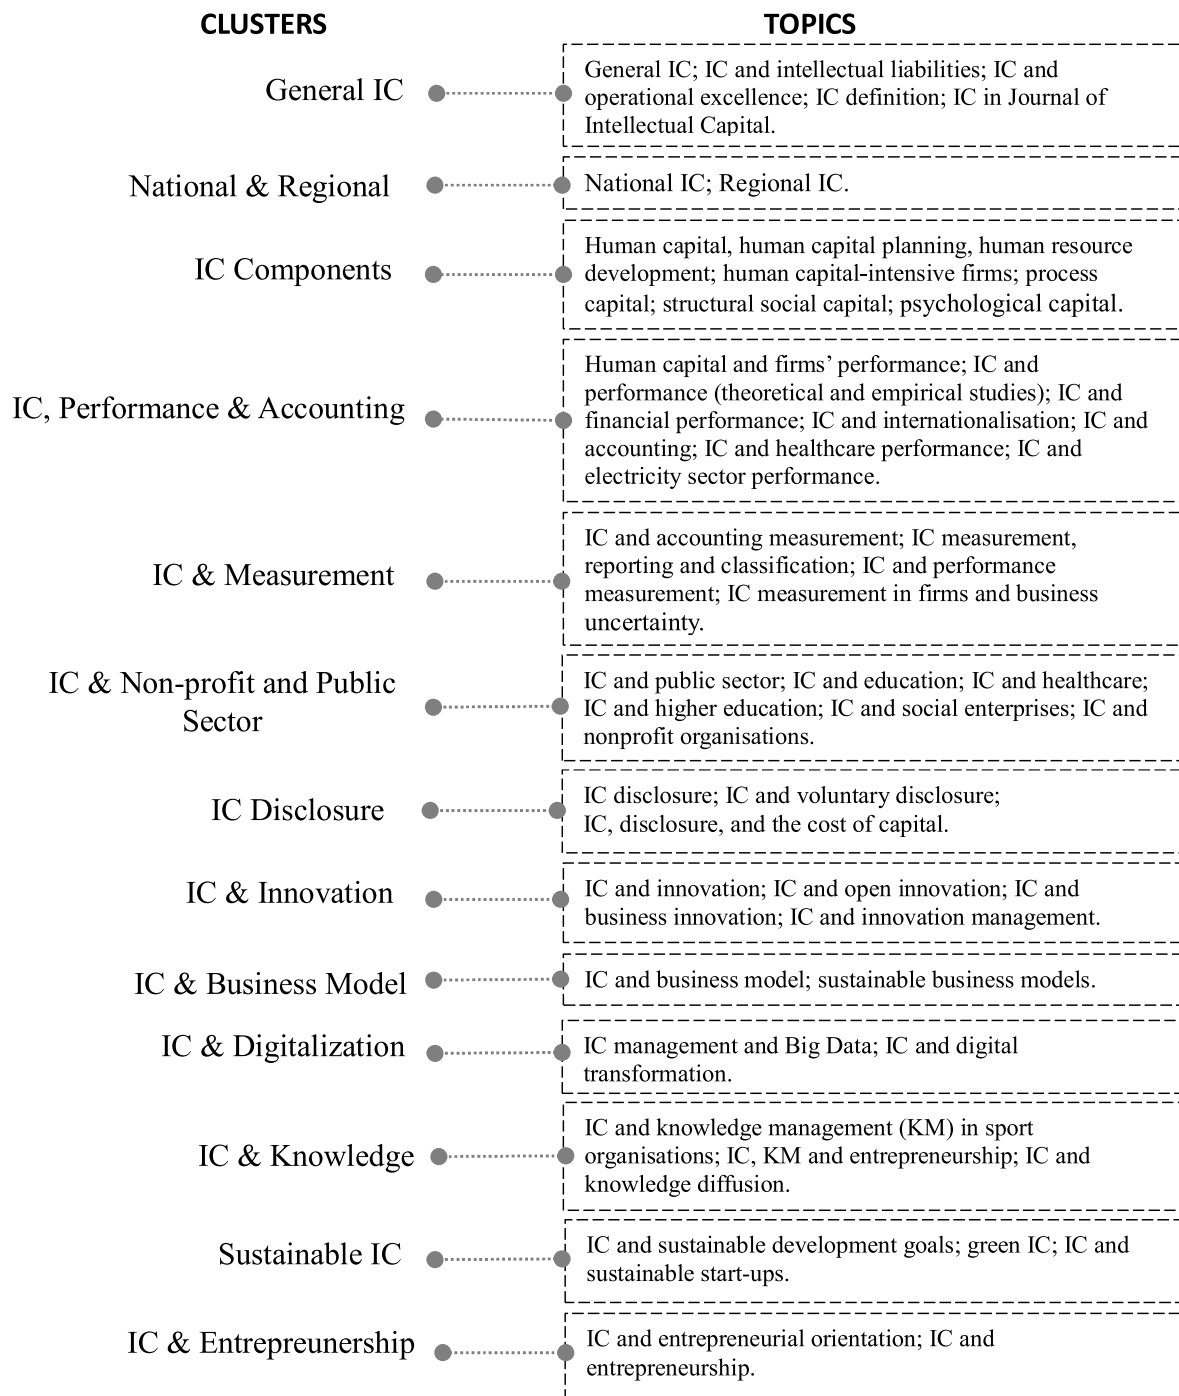 CLUSTERS
TOPICS
General IC
General IC; IC and intellectual liabilities; IC and
operational excellence; IC definition; IC in Journal of
Intellectual Capital.
National & Regional
National IC; Regional IC.
IC Components
Human capital, human capital planning, human resource
development; human capital-intensive firms; process
capital; structural social capital; psychological capital.
IC, Performance & Accounting
Human capital and firms’ performance; IC and
performance (theoretical and empirical studies); IC and
financial performance; IC and internationalisation; IC and
accounting; IC and healthcare performance; IC and
electricity sector performance.
IC & Measurement
IC and accounting measurement; IC measurement,
reporting and classification; IC and performance
measurement; IC measurement in firms and business
uncertainty.
IC & Non-profit and Public
Sector
IC and public sector; IC and education; IC and healthcare;
IC and higher education; IC and social enterprises; IC and
nonprofit organisations.
IC Disclosure
IC disclosure; IC and voluntary disclosure;
IC, disclosure, and the cost of capital.
IC & Innovation
IC and innovation; IC and open innovation; IC and
business innovation; IC and innovation management.
IC & Business Model
IC and business model; sustainable business models.
IC & Digitalization
IC management and Big Data; IC and digital
transformation.
IC & Knowledge
IC and knowledge management (KM) in sport
organisations; IC, KM and entrepreneurship; IC and
knowledge diffusion.
Sustainable IC
IC and sustainable development goals; green IC; IC and
sustainable start-ups.
IC & Entrepreunership
IC and entrepreneurial orientation; IC and
entrepreneurship.